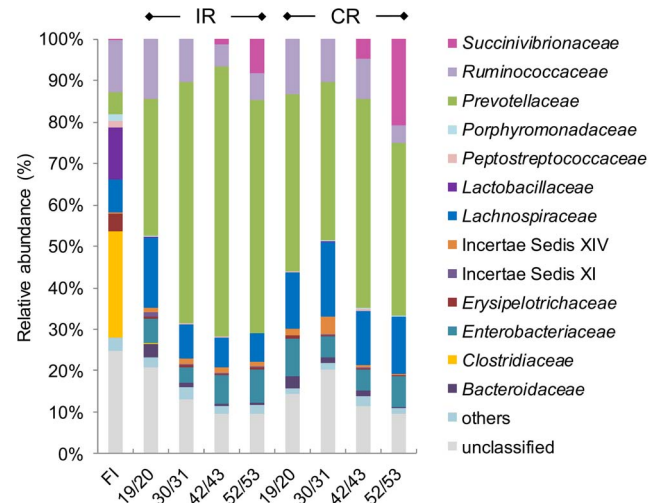 IR CR
100%
90%
80%
70%
60%
50%
40%
30%
20%
10%
0%
Relative abundance (%)
FI 19/20 30/31 42/43 52/53 19/20 30/31 42/43 52/53
Succinivibrionaceae
Ruminococcaceae
Prevotellaceae
Porphyromonadaceae
Peptostreptococcaceae
Lactobacillaceae
Lachnospiraceae
Incertae Sedis XIV
Incertae Sedis XI
Erysipelotrichaceae
Enterobacteriaceae
Clostridiaceae
Bacteroidaceae
others
unclassified